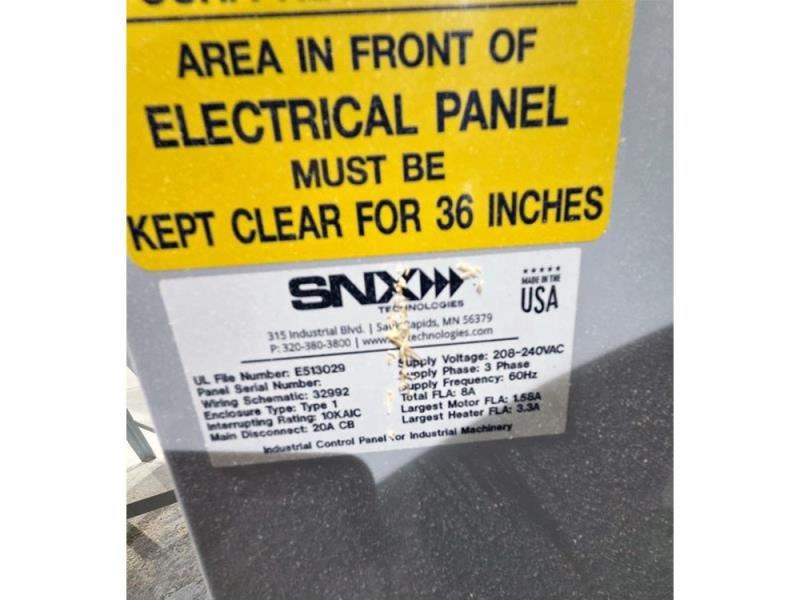 AREA IN FRONT OF
ELECTRICAL PANEL
MUST BE
KEPT CLEAR FOR 36 INCHES
SNX
TECHNOLOGIES
MADE IN THE
USA
315 Industrial Blvd. | Sauk Rapids, MN 56379
P: 320-380-3800 |
UL File Number: E513029
Panel Serial Number:
Wiring Schematic: 32992
Enclosure Type: Type 1
Interrupting Rating: 10KAIC
Main Disconnect: 20A CB
Supply Voltage: 208-240VAC
Supply Phase: 3 Phase
Supply Frequency: 60Hz
Total FLA: 8A
Largest Motor FLA: 1.58A
Largest Heater FLA: 3.3A
Industrial Control Panel for Industrial Machinery